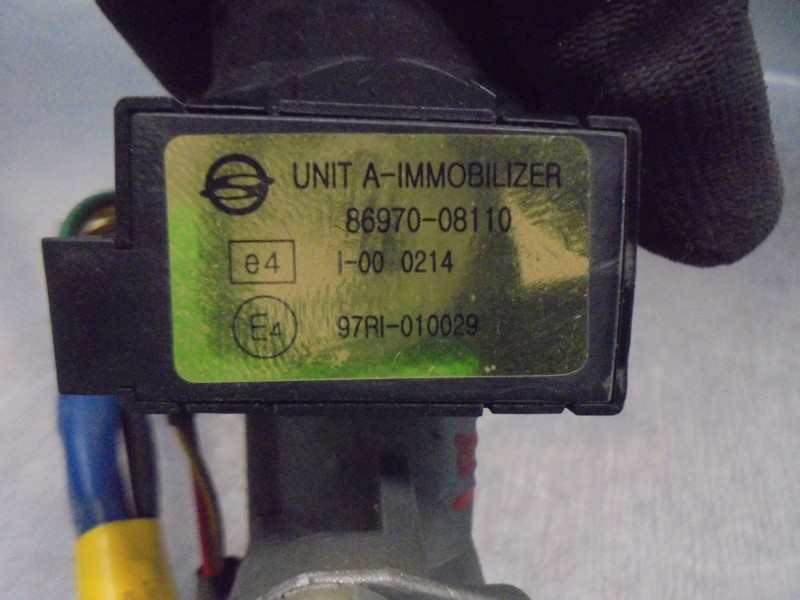 UNIT A-IMMOBILIZER
86970-08110
e4 I-00 0214
E4 97RI-010029